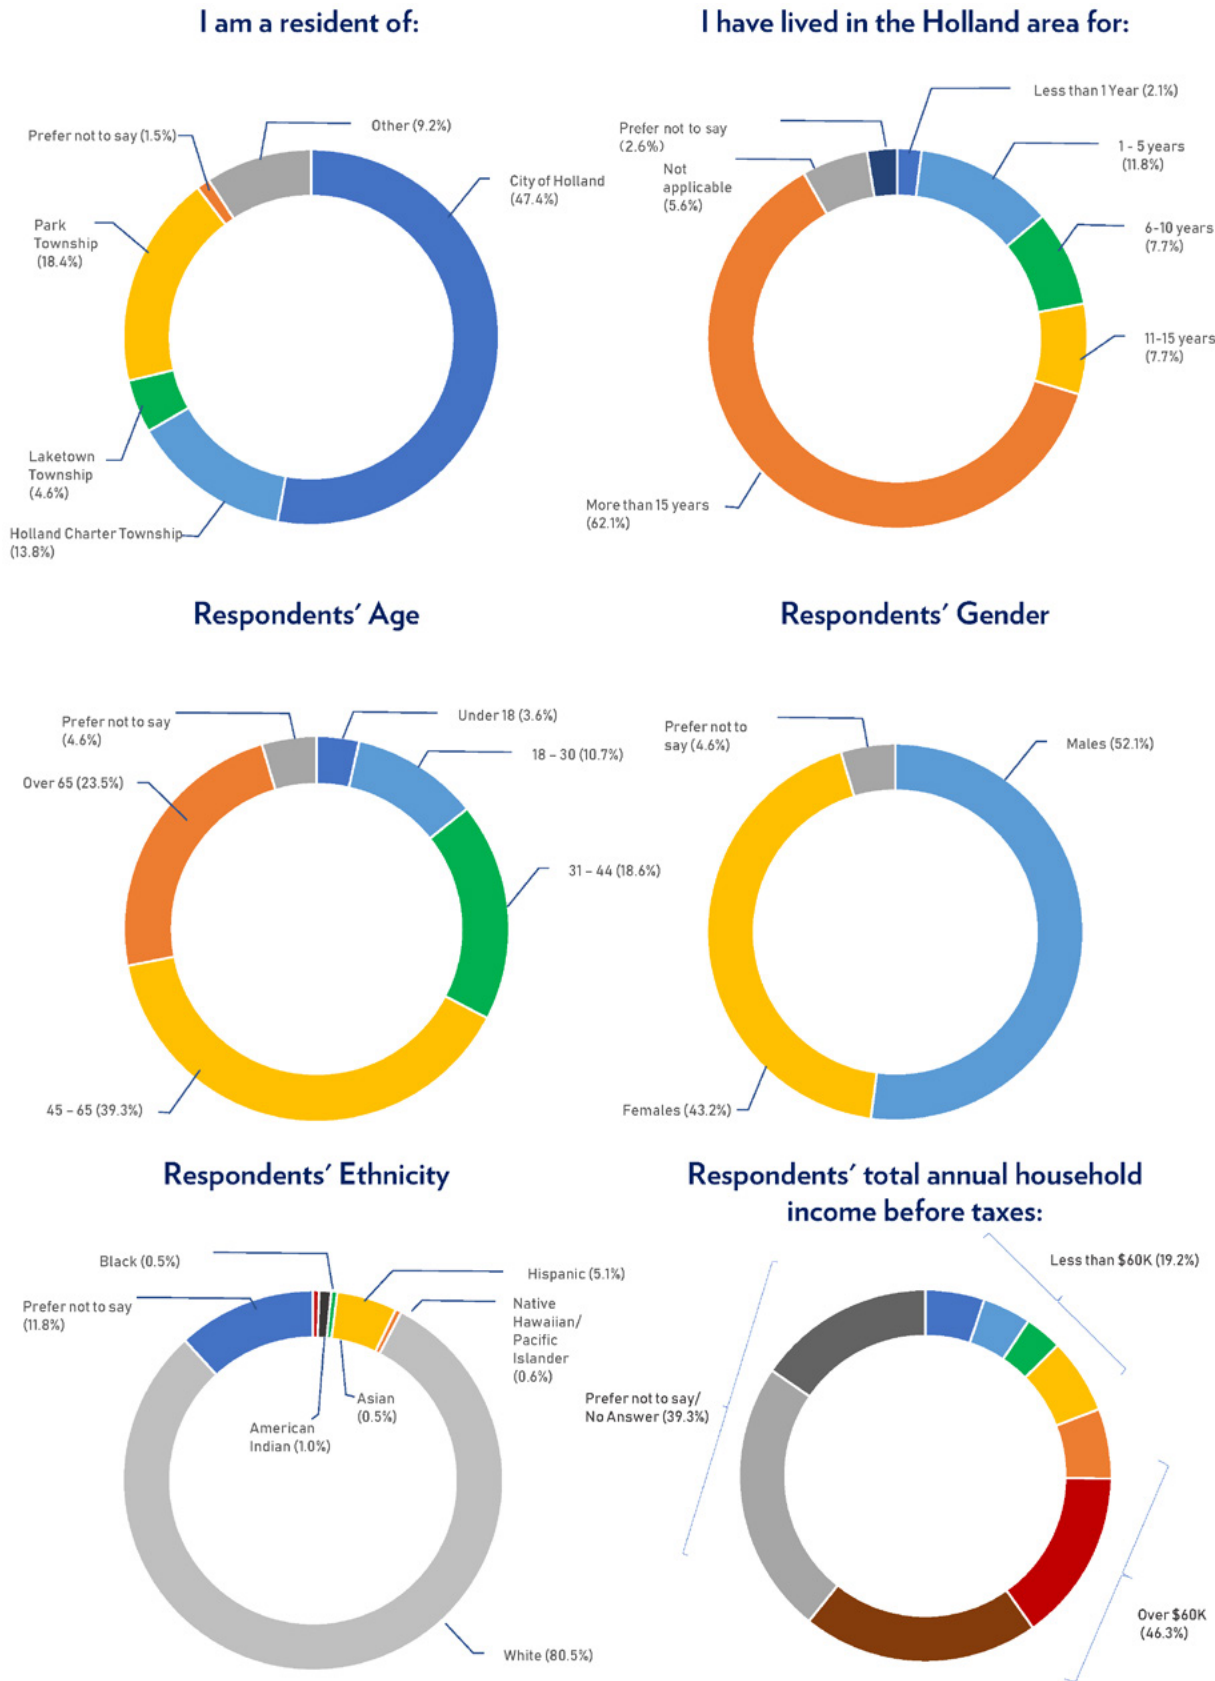 I am a resident of:
Prefer not to say (1.5%)
Other (9.2%)
City of Holland
(47.4%)
Park
Township
(18.4%)
Laketown
Township
(4.6%)
Holland Charter Township
(13.8%)
I have lived in the Holland area for:
Less than 1 Year (2.1%)
Prefer not to say
(2.6%)
1 - 5 years
(11.8%)
Not
applicable
(5.6%)
6-10 years
(7.7%)
11-15 years
(7.7%)
More than 15 years
(62.1%)
Respondents' Age
Prefer not to say
(4.6%)
Under 18 (3.6%)
18 – 30 (10.7%)
Over 65 (23.5%)
31 – 44 (18.6%)
45 – 65 (39.3%)
Respondents' Gender
Prefer not to
say (4.6%)
Males (52.1%)
Females (43.2%)
Respondents' Ethnicity
Black (0.5%)
Hispanic (5.1%)
Prefer not to say
(11.8%)
Native
Hawaiian/
Pacific
Islander
(0.6%)
Asian
(0.5%)
American
Indian (1.0%)
White (80.5%)
Respondents' total annual household
income before taxes:
Less than $60K (19.2%)
Prefer not to say/
No Answer (39.3%)
Over $60K
(46.3%)